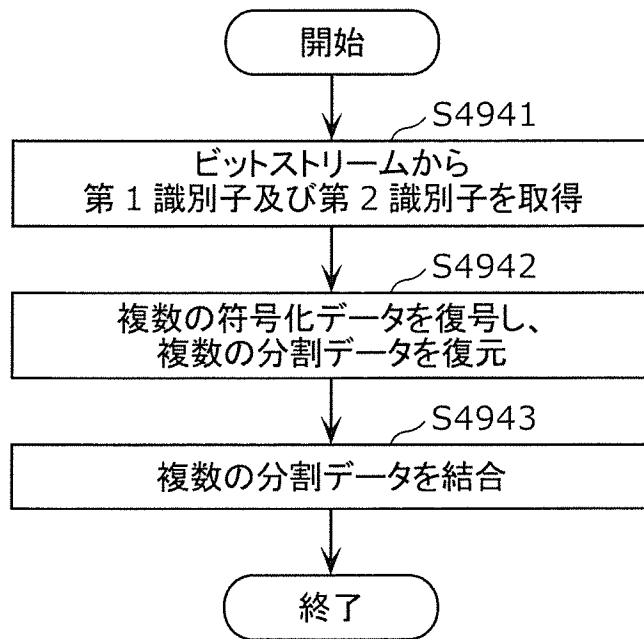 開始
S4941
ビットストリームから
第1識別子及び第2識別子を取得
S4942
複数の符号化データを復号し、
複数の分割データを復元
S4943
複数の分割データを結合
終了